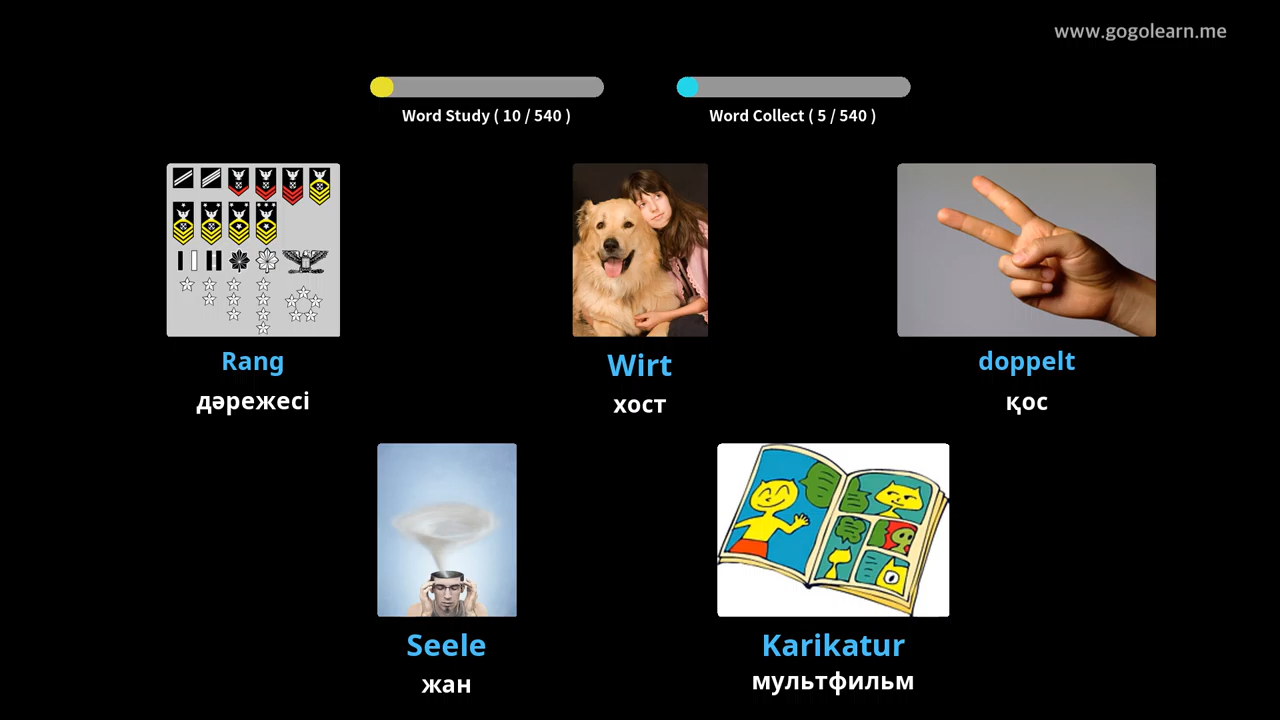 www.gogolearn.me
Word Study ( 10 / 540 )
Word Collect ( 5 / 540 )
Rang
дәрежесі
Wirt
хост
doppelt
қос
Seele
жан
Karikatur
мультфильм